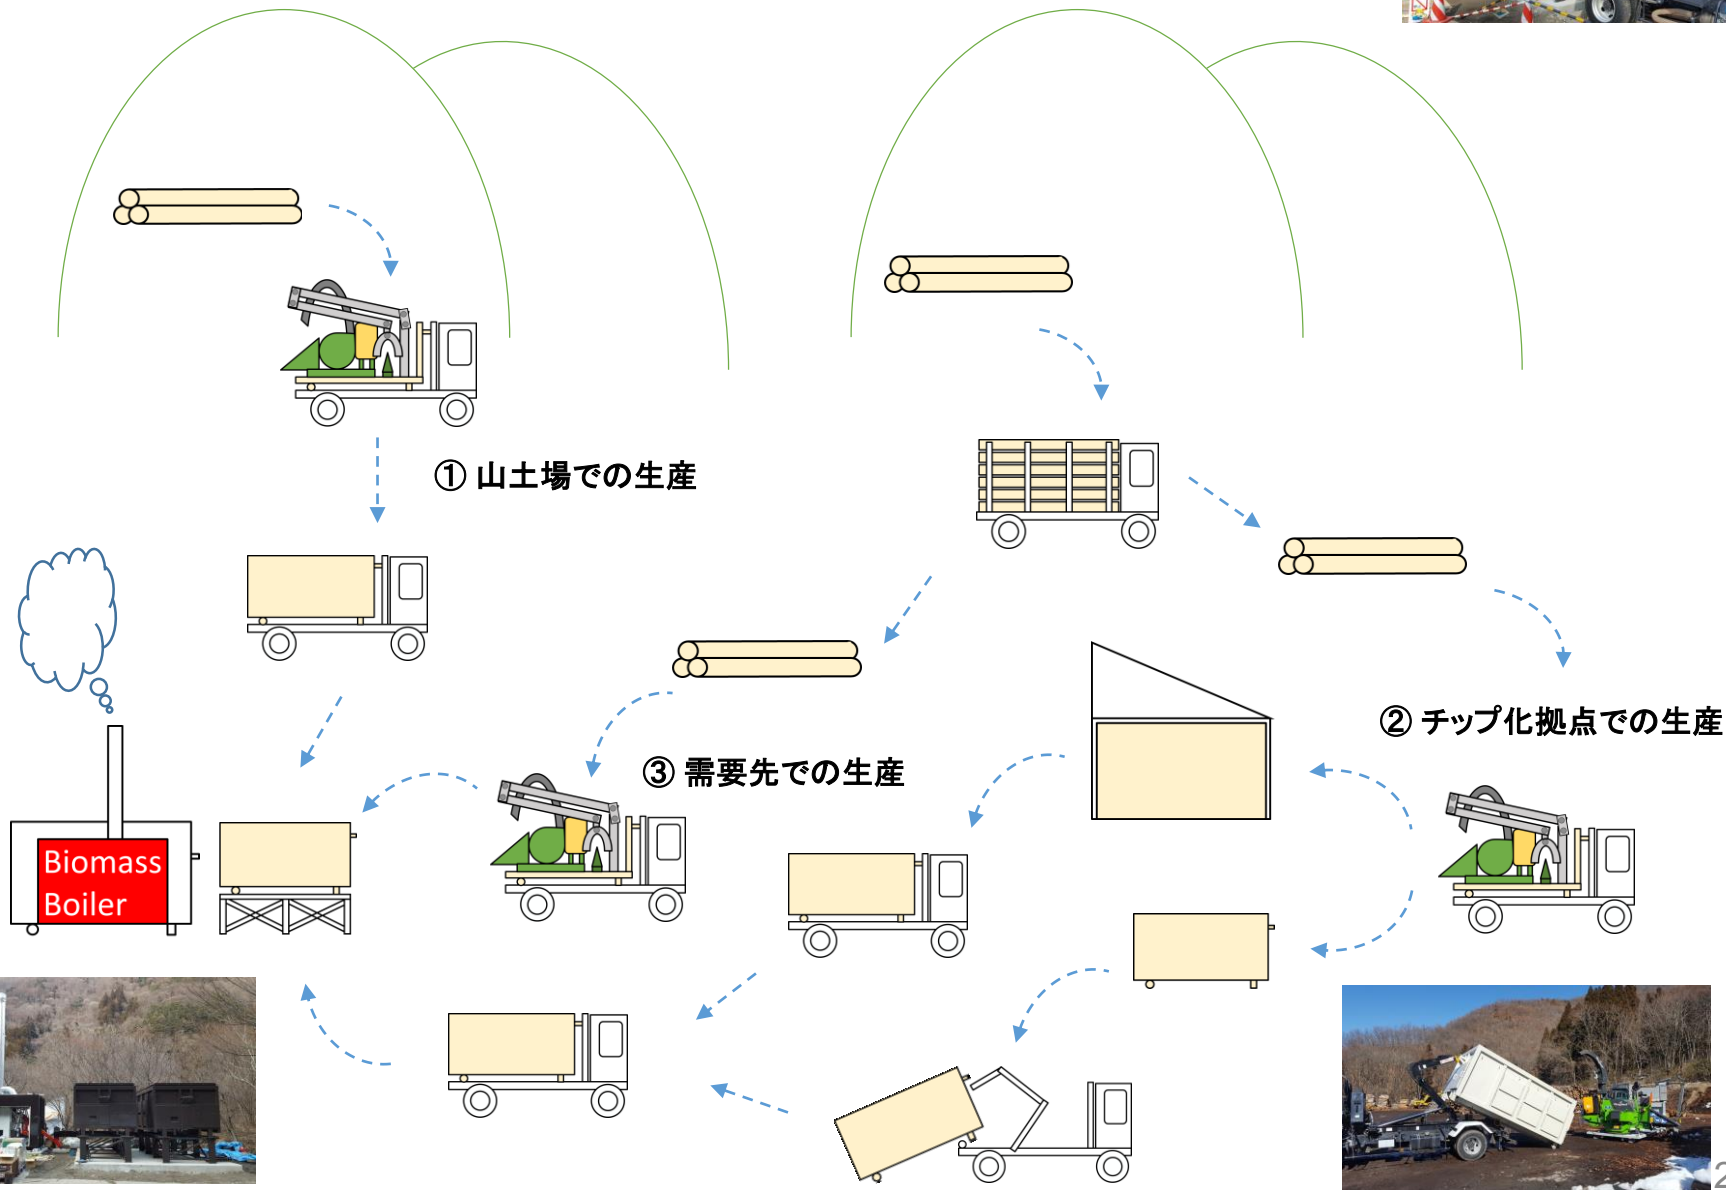 ① 山土場での生産
② チップ化拠点での生産
③ 需要先での生産
Biomass
Boiler
2